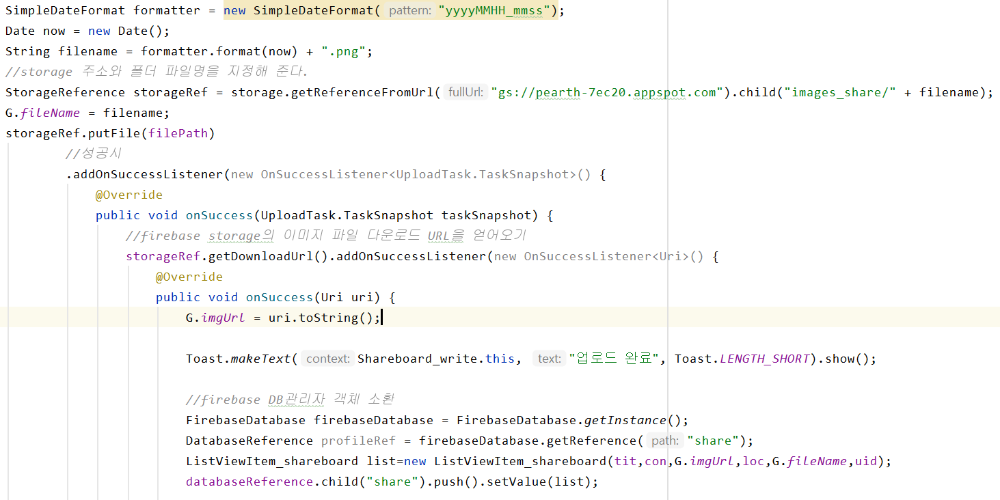 SimpleDateFormat formatter = new SimpleDateFormat( pattern: "yyyyMMHH_mmss");
Date now = new Date();
String filename = formatter.format(now) + ".png";
//storage 주소와 폴더 파일명을 지정해 준다.
StorageReference storageRef = storage.getReferenceFromUrl( fullUrl: "gs://pearth-7ec20.appspot.com").child("images_share/" + filename);
G.fileName = filename;
storageRef.putFile(filePath)
//성공시
.addOnSuccessListener(new OnSuccessListener<UploadTask.TaskSnapshot>() {
@Override
public void onSuccess(UploadTask.TaskSnapshot taskSnapshot) {
//firebase storage의 이미지 파일 다운로드 URL을 얻어오기
storageRef.getDownloadUrl().addOnSuccessListener(new OnSuccessListener<Uri>() {
@Override
public void onSuccess(Uri uri) {
G.imgUrl = uri.toString();
Toast.makeText( context: Shareboard_write.this, text: "업로드 완료", Toast.LENGTH_SHORT).show();
//firebase DB관리자 객체 소환
FirebaseDatabase firebaseDatabase = FirebaseDatabase.getInstance();
DatabaseReference profileRef = firebaseDatabase.getReference( path: "share");
ListViewItem_shareboard list=new ListViewItem_shareboard(tit,con,G.imgUrl,loc,G.fileName,uid);
databaseReference.child("share").push().setValue(list);